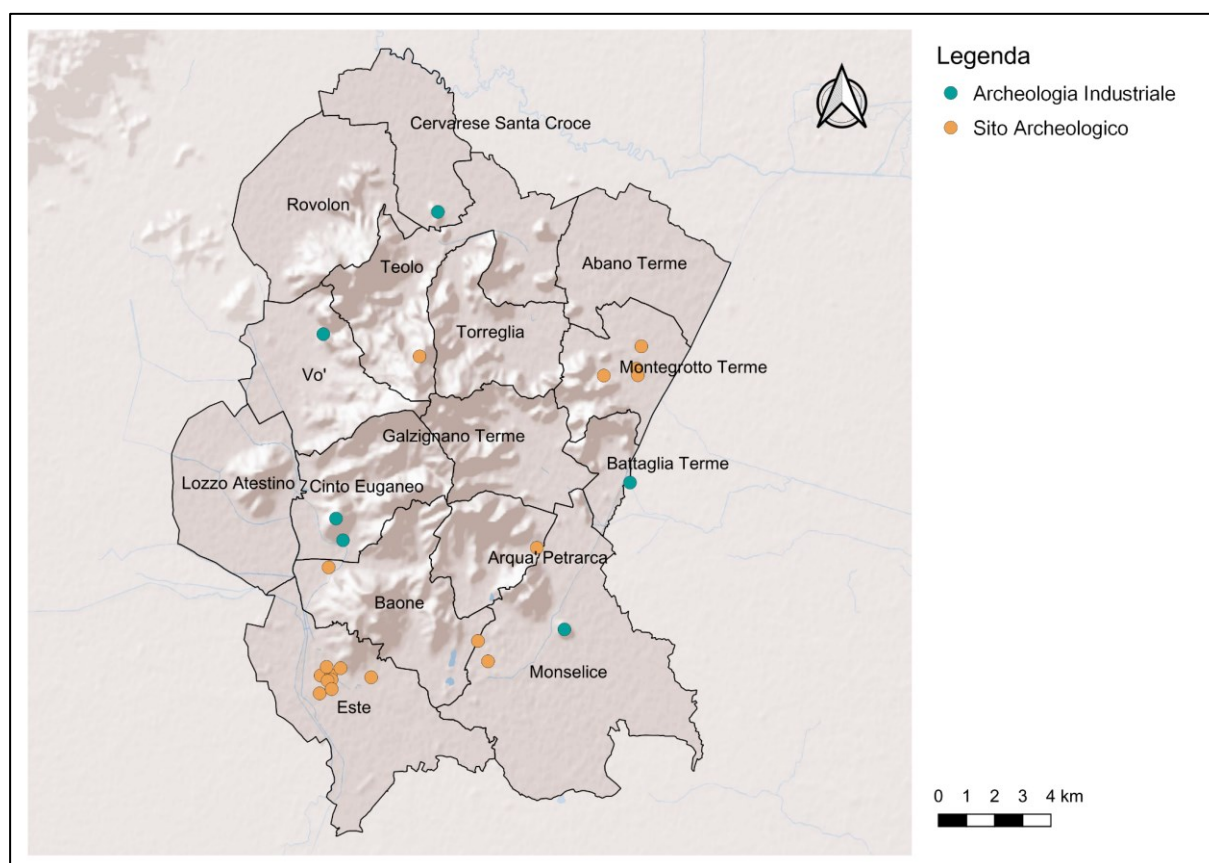 Legenda
Archeologia Industriale
Sito Archeologico
Cervarese Santa Croce
Rovolon
Teolo
Abano Terme
Torreglia
Montegrotto Terme
Vo'
Galzignano Terme
Battaglia Terme
Lozzo Atestino
Cinto Euganeo
Arqua' Petrarca
Baone
Monselice
Este
0 1 2 3 4 km